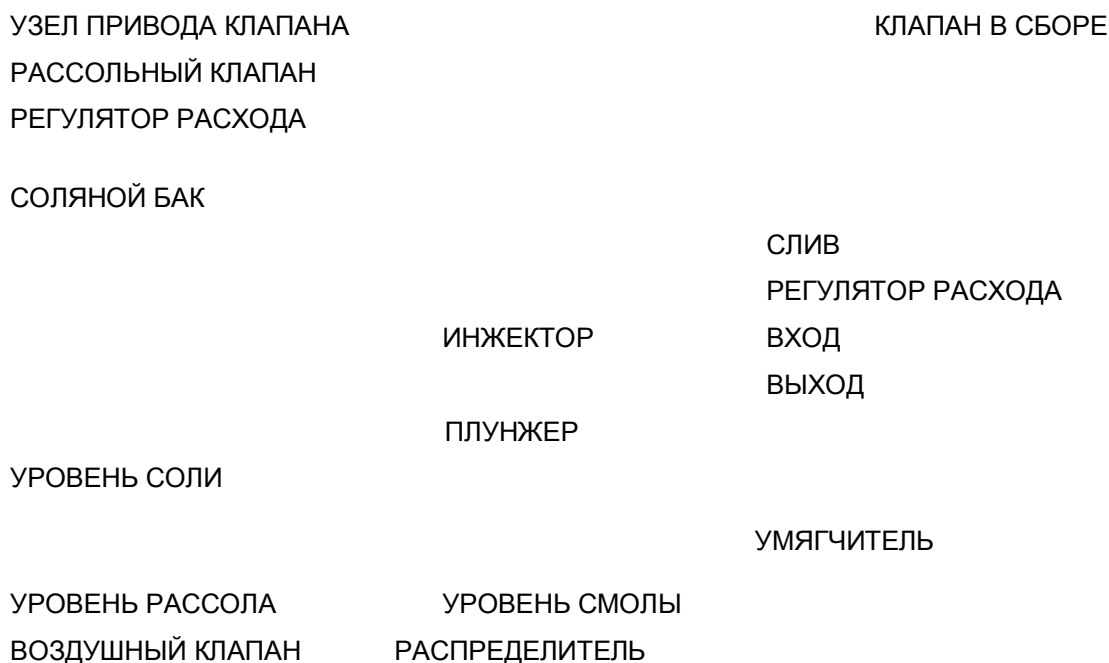 УЗЕЛ ПРИВОДА КЛАПАНА КЛАПАН В СБОРЕ
РАССОЛЬНЫЙ КЛАПАН
РЕГУЛЯТОР РАСХОДА
СОЛЯНОЙ БАК
СЛИВ
РЕГУЛЯТОР РАСХОДА
ИНЖЕКТОР ВХОД
ВЫХОД
ПЛУНЖЕР
УРОВЕНЬ СОЛИ
УМЯГЧИТЕЛЬ
УРОВЕНЬ РАССОЛА УРОВЕНЬ СМОЛЫ
ВОЗДУШНЫЙ КЛАПАН РАСПРЕДЕЛИТЕЛЬ